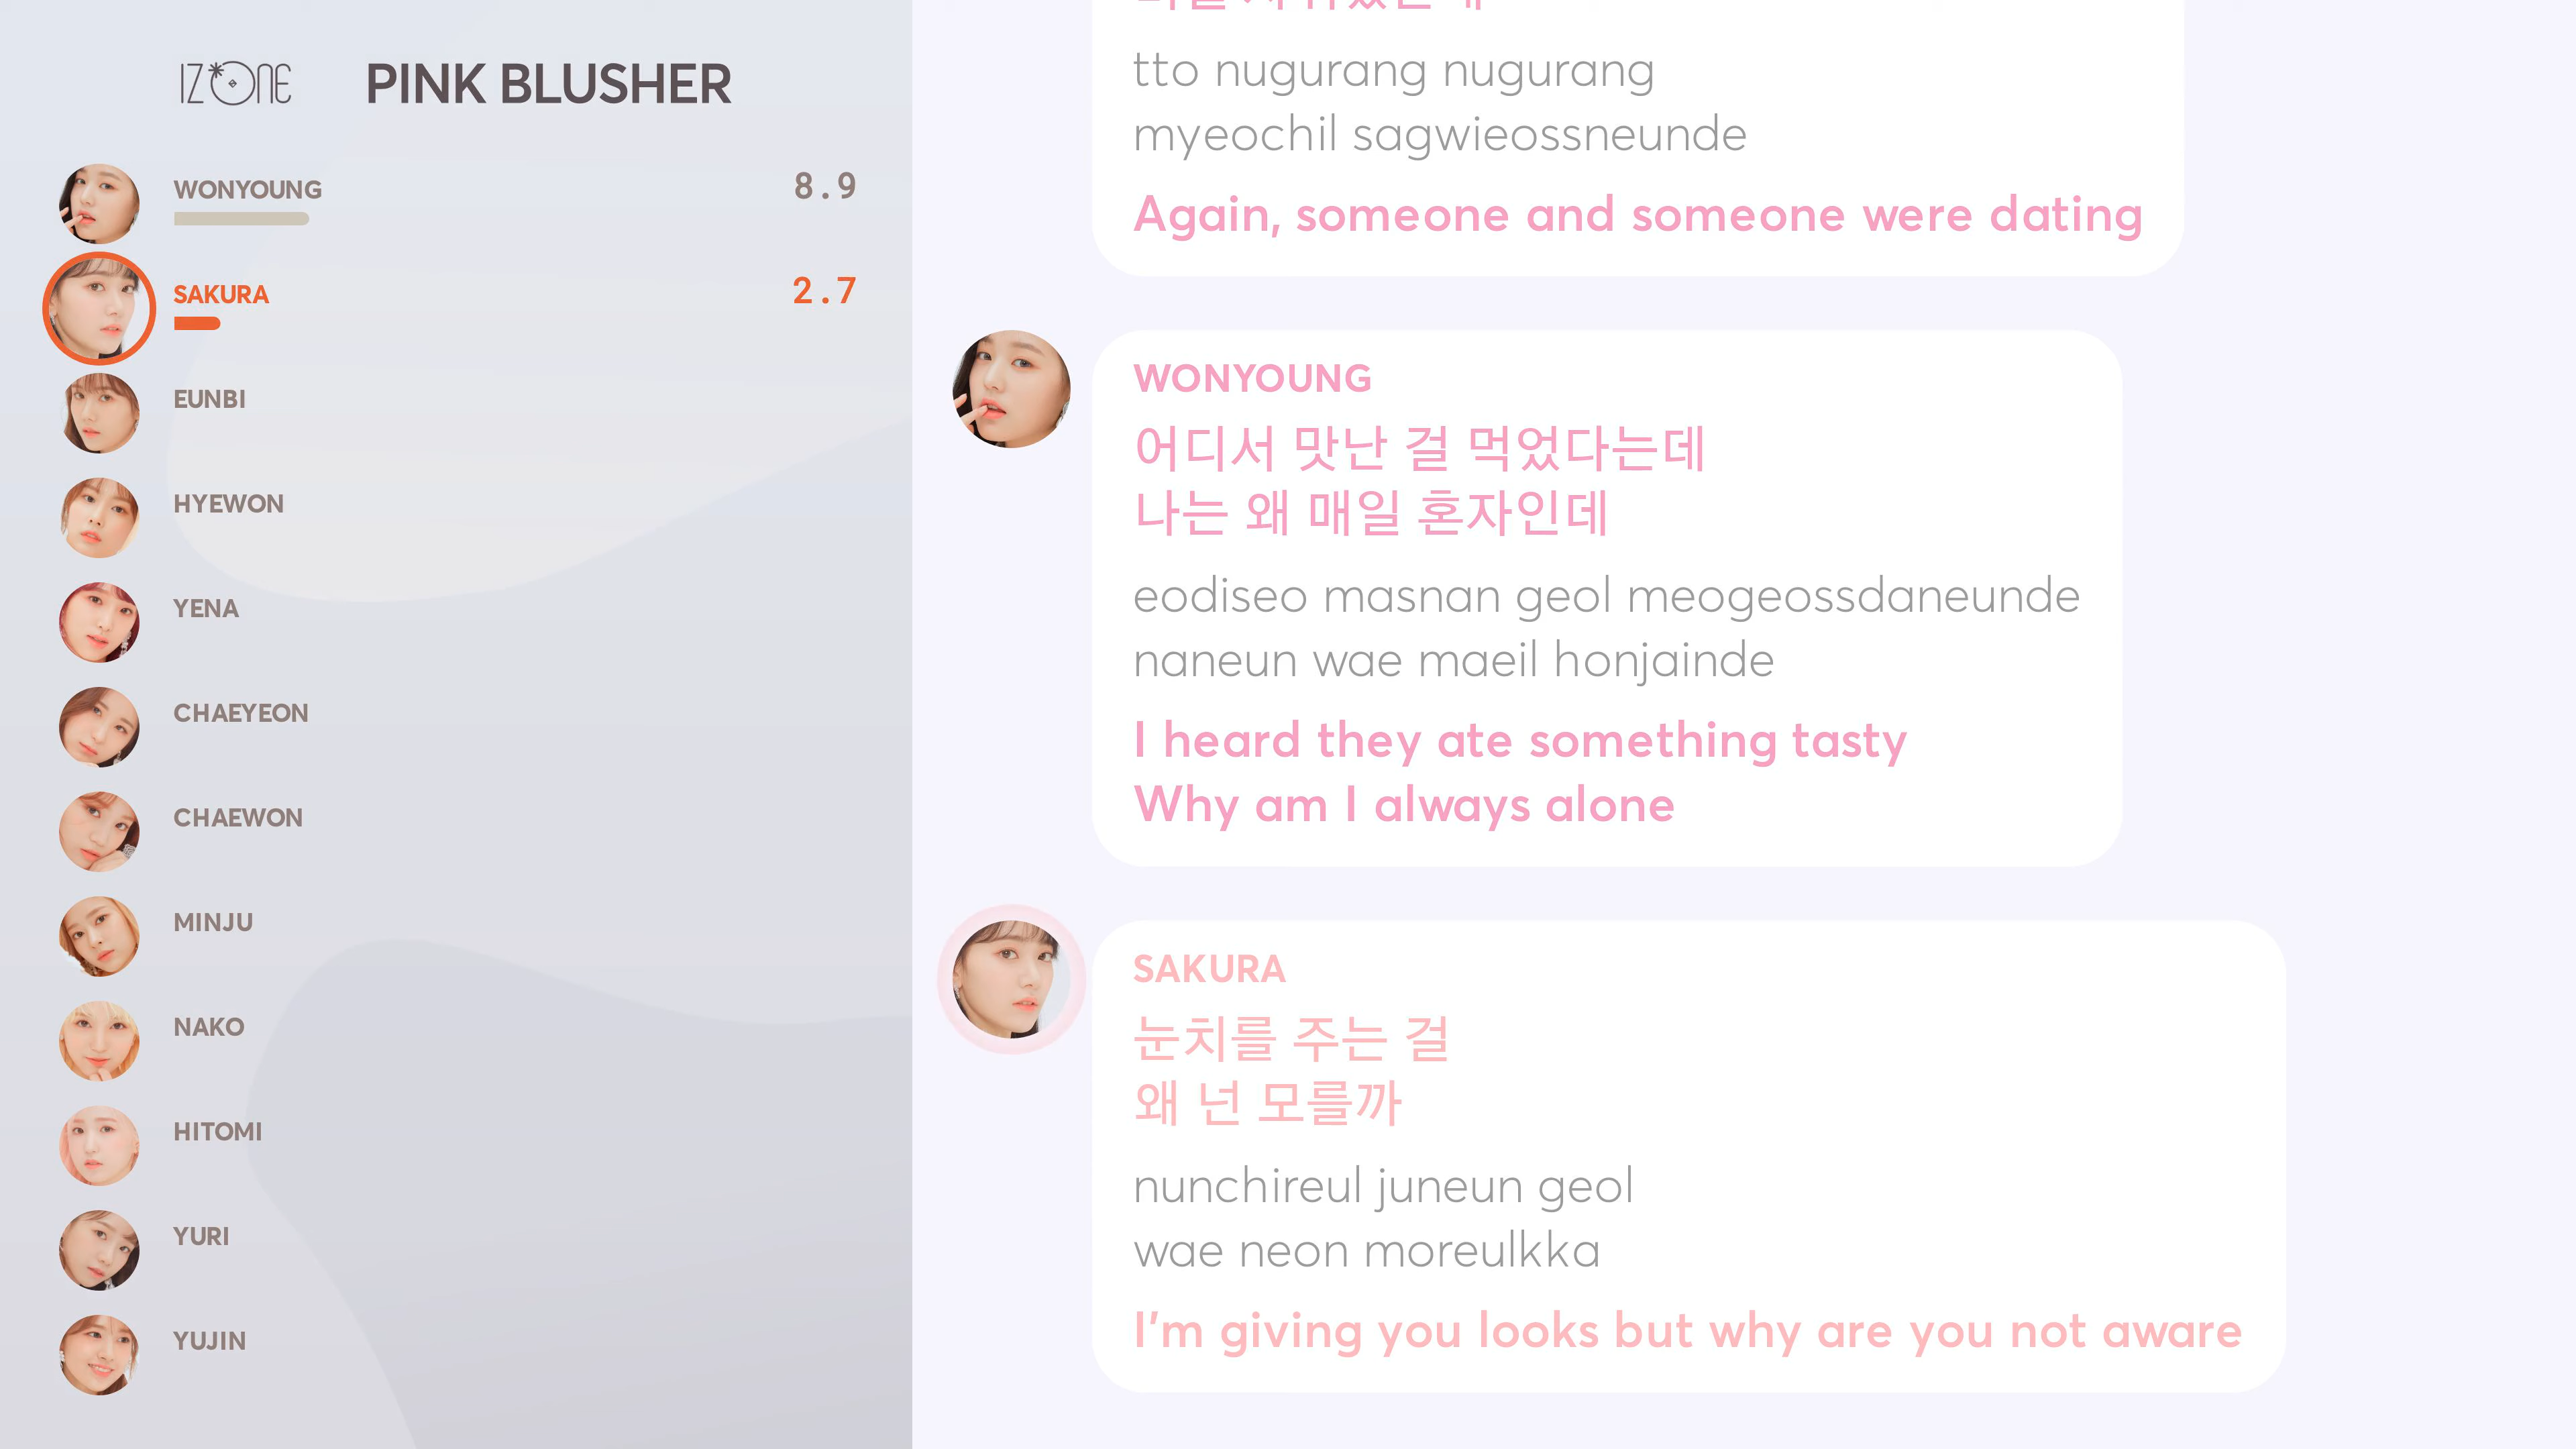 IZ*ONE
PINK BLUSHER
WONYOUNG
8.9
SAKURA
2.7
EUNBI
HYEWON
YENA
CHAEYEON
CHAEWON
MINJU
NAKO
HITOMI
YURI
YUJIN
tto nugurang nugurang
myeochil sagwieossneunde
Again, someone and someone were dating
WONYOUNG
어디서 맛난 걸 먹었다는데
나는 왜 매일 혼자인데
eodiseo masnan geol meogeossdaneunde
naneun wae maeil honjainde
I heard they ate something tasty
Why am I always alone
SAKURA
눈치를 주는 걸
왜 넌 모를까
nunchireul juneun geol
wae neon moreulkka
I'm giving you looks but why are you not aware